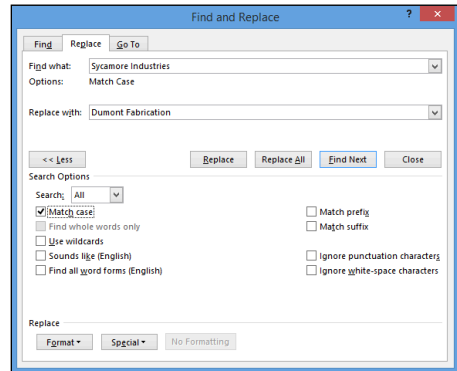 Find and Replace ? ×
Find Replace Go To
Find what: Sycamore Industries
Options: Match Case
Replace with: Dumont Fabrication
<< Less Replace Replace All Find Next Close
Search Options
Search: All
Match case Match prefix
Find whole words only Match suffix
Use wildcards
Sounds like (English) Ignore punctuation characters
Find all word forms (English) Ignore white-space characters
Replace
Format Special No Formatting